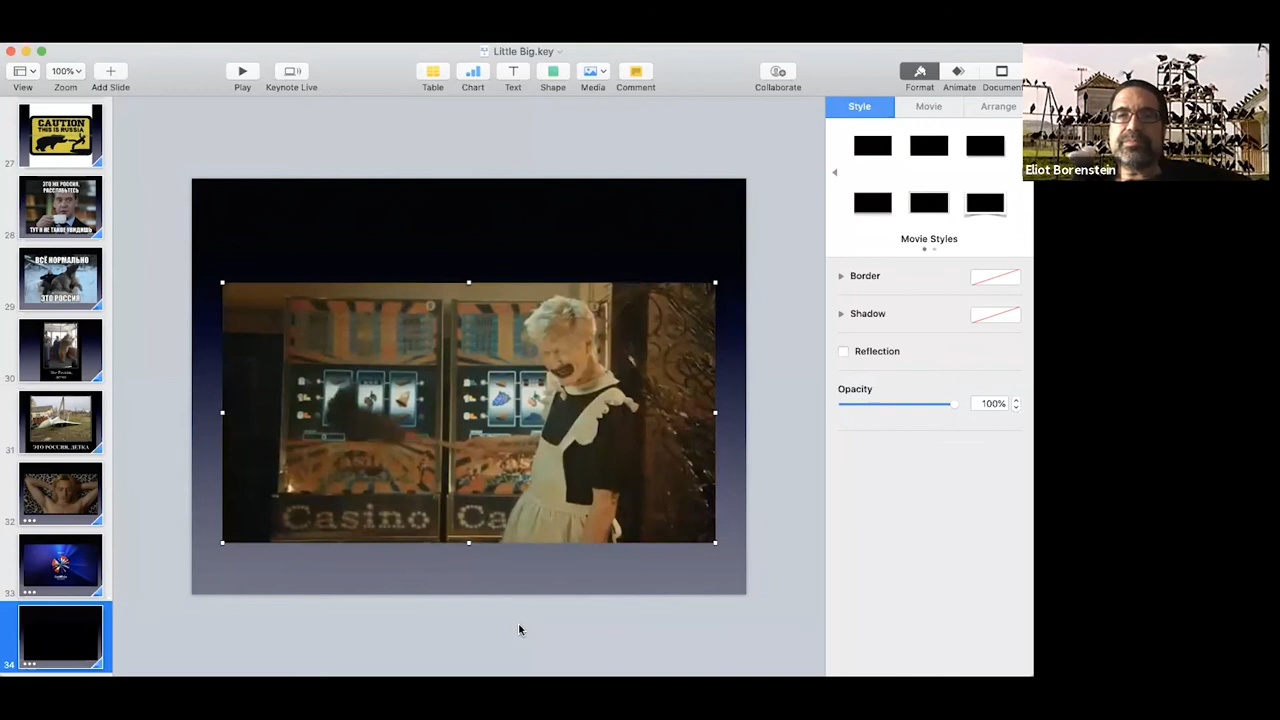 Little Big.key
View
100%
Zoom
Add Slide
Play
Keynote Live
Table
Chart
Text
Shape
Media
Comment
Collaborate
Format
Animate
Document
Style
Movie
Arrange
Movie Styles
Border
Shadow
Reflection
Opacity
100%
Eliot Borenstein
27
CAUTION
THIS IS RUSSIA
28
ЭТО ЖЕ РОССИЯ,
РАССЛАБЬТЕСЬ
ТУТ И НЕ ТАКОЕ УВИДИШЬ
29
ВСЁ НОРМАЛЬНО
ЭТО РОССИЯ
30
31
ЭТО РОССИЯ, ДЕТКА
32
33
34
Casino
Ca